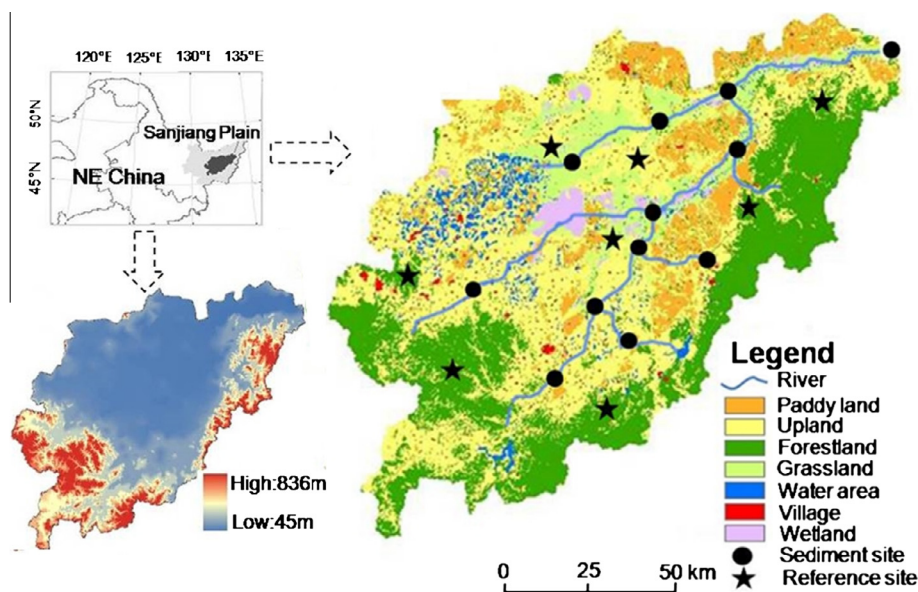 120°E 125°E 130°E 135°E
50°N
45°N
Sanjiang Plain
NE China
High:836m
Low:45m
Legend
River
Paddy land
Upland
Forestland
Grassland
Water area
Village
Wetland
Sediment site
Reference site
0 25 50 km